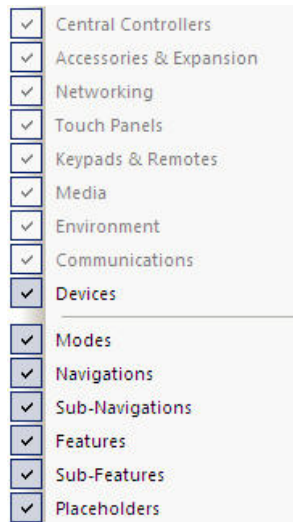 Central Controllers
Accessories & Expansion
Networking
Touch Panels
Keypads & Remotes
Media
Environment
Communications
Devices
Modes
Navigations
Sub-Navigations
Features
Sub-Features
Placeholders